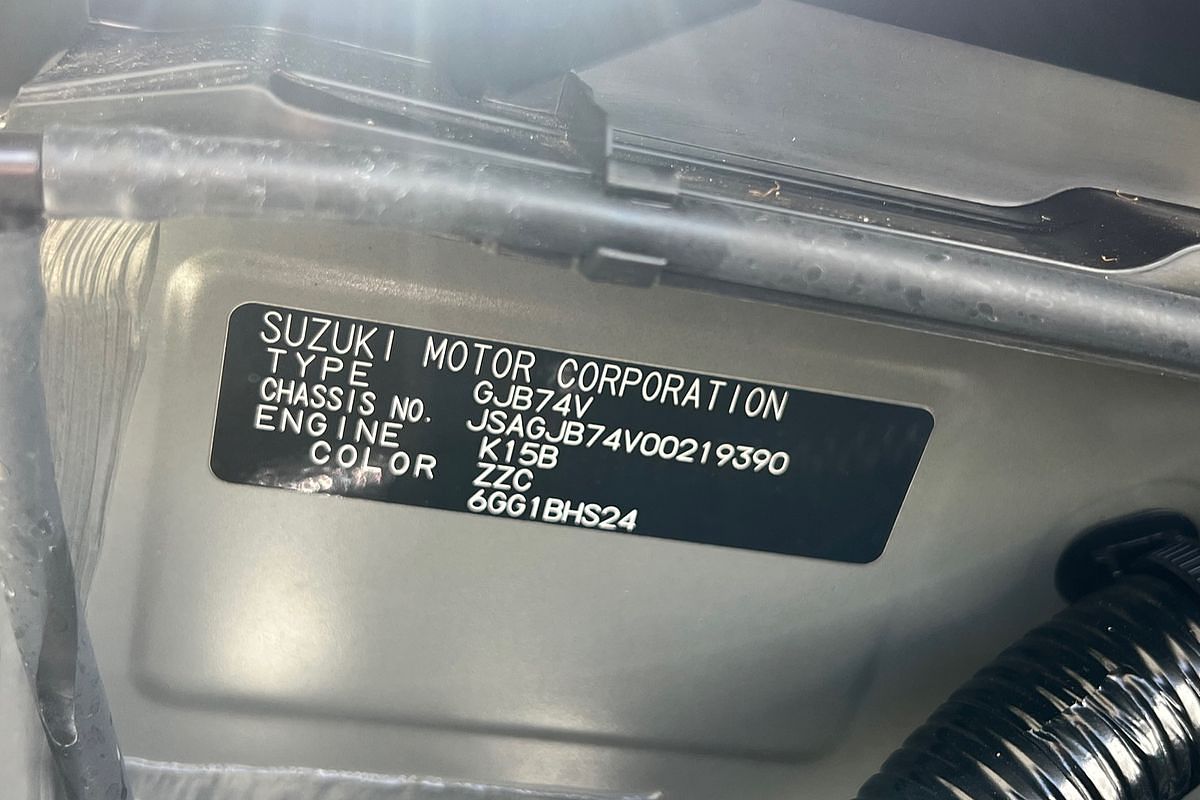 SUZUKI MOTOR CORPORATION
TYPE GJB74V
CHASSIS NO. JSAGJB74V00219390
ENGINE K15B
COLOR ZZC
6GG1BHS24